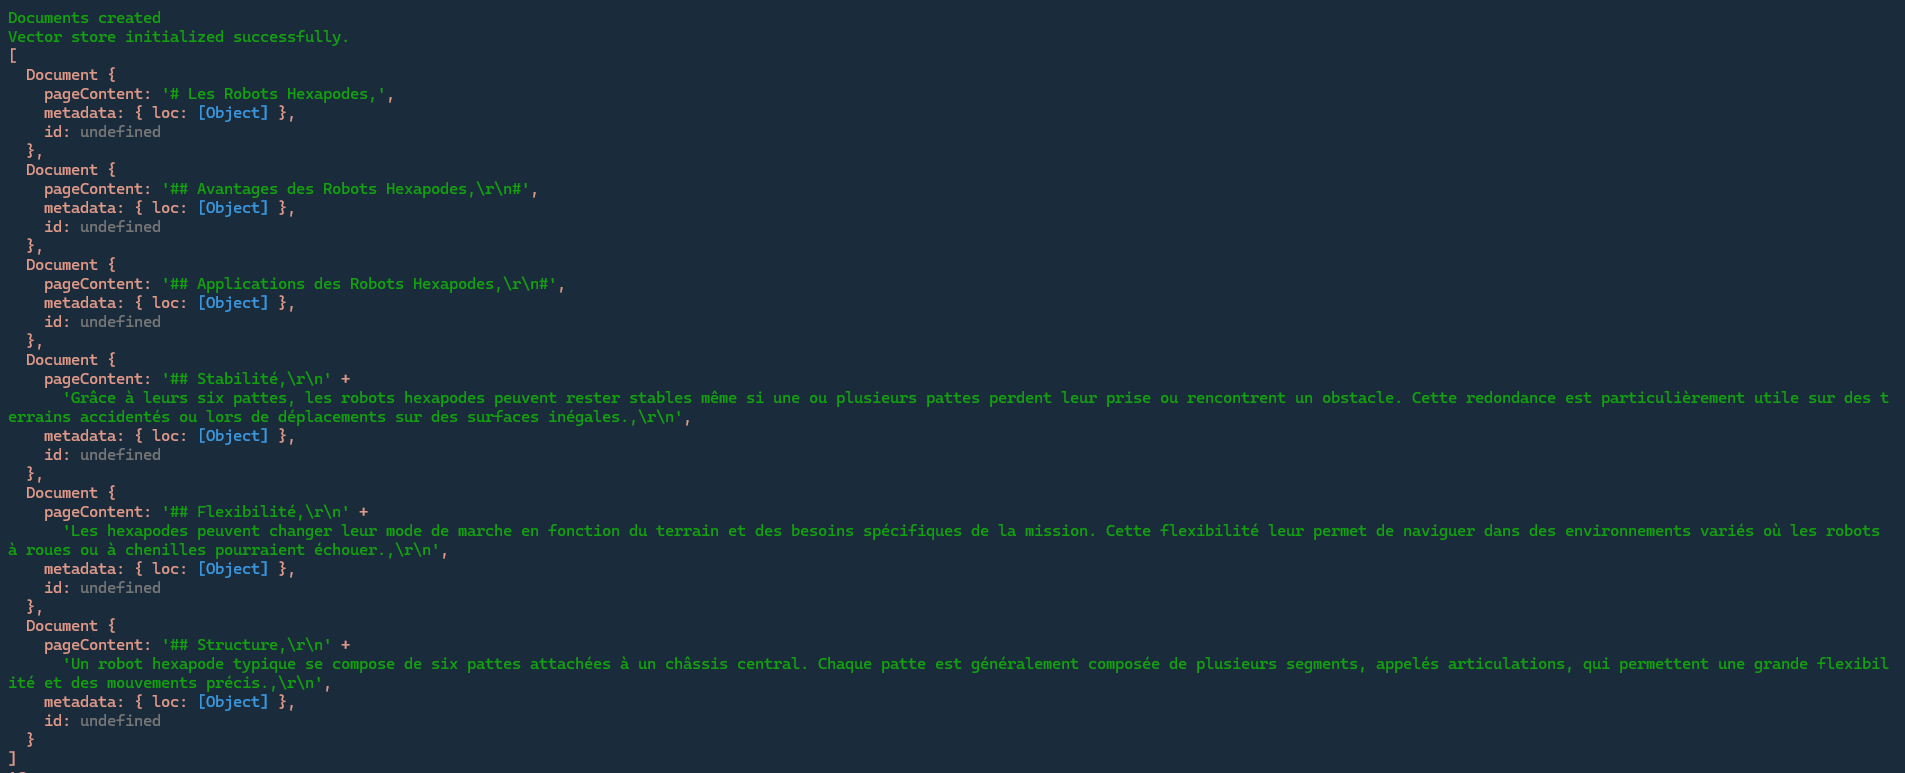 Documents created
Vector store initialized successfully.
[
  Document {
    pageContent: '# Les Robots Hexapodes,',
    metadata: { loc: [Object] },
    id: undefined
  },
  Document {
    pageContent: '## Avantages des Robots Hexapodes,\r\n#',
    metadata: { loc: [Object] },
    id: undefined
  },
  Document {
    pageContent: '## Applications des Robots Hexapodes,\r\n#',
    metadata: { loc: [Object] },
    id: undefined
  },
  Document {
    pageContent: '## Stabilité,\r\n' +
      'Grâce à leurs six pattes, les robots hexapodes peuvent rester stables même si une ou plusieurs pattes perdent leur prise ou rencontrent un obstacle. Cette redondance est particulièrement utile sur des t
errains accidentés ou lors de déplacements sur des surfaces inégales.,\r\n',
    metadata: { loc: [Object] },
    id: undefined
  },
  Document {
    pageContent: '## Flexibilité,\r\n' +
      'Les hexapodes peuvent changer leur mode de marche en fonction du terrain et des besoins spécifiques de la mission. Cette flexibilité leur permet de naviguer dans des environnements variés où les robots
à roues ou à chenilles pourraient échouer.,\r\n',
    metadata: { loc: [Object] },
    id: undefined
  },
  Document {
    pageContent: '## Structure,\r\n' +
      'Un robot hexapode typique se compose de six pattes attachées à un châssis central. Chaque patte est généralement composée de plusieurs segments, appelés articulations, qui permettent une grande flexibil
ité et des mouvements précis.,\r\n',
    metadata: { loc: [Object] },
    id: undefined
  }
]